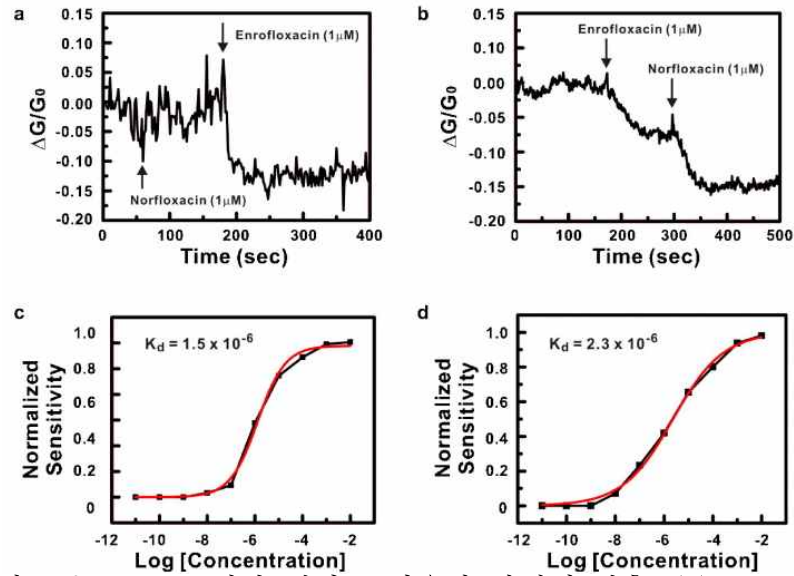 a
0.15
0.10
0.05
0.00
-0.05
-0.10
-0.15
-0.20
ΔG/G0
Enrofloxacin (1μM)
Norfloxacin (1μM)
0 100 200 300 400
Time (sec)
b
0.15
0.10
0.05
0.00
-0.05
-0.10
-0.15
-0.20
ΔG/G0
Enrofloxacin (1μM)
Norfloxacin (1μM)
0 100 200 300 400 500
Time (sec)
c
1.0
0.8
0.6
0.4
0.2
0
Normalized
Sensitivity
Kd = 1.5 x 10-6
-12 -10 -8 -6 -4 -2
Log [Concentration]
d
1.0
0.8
0.6
0.4
0.2
0
Normalized
Sensitivity
Kd = 2.3 x 10-6
-12 -10 -8 -6 -4 -2
Log [Concentration]